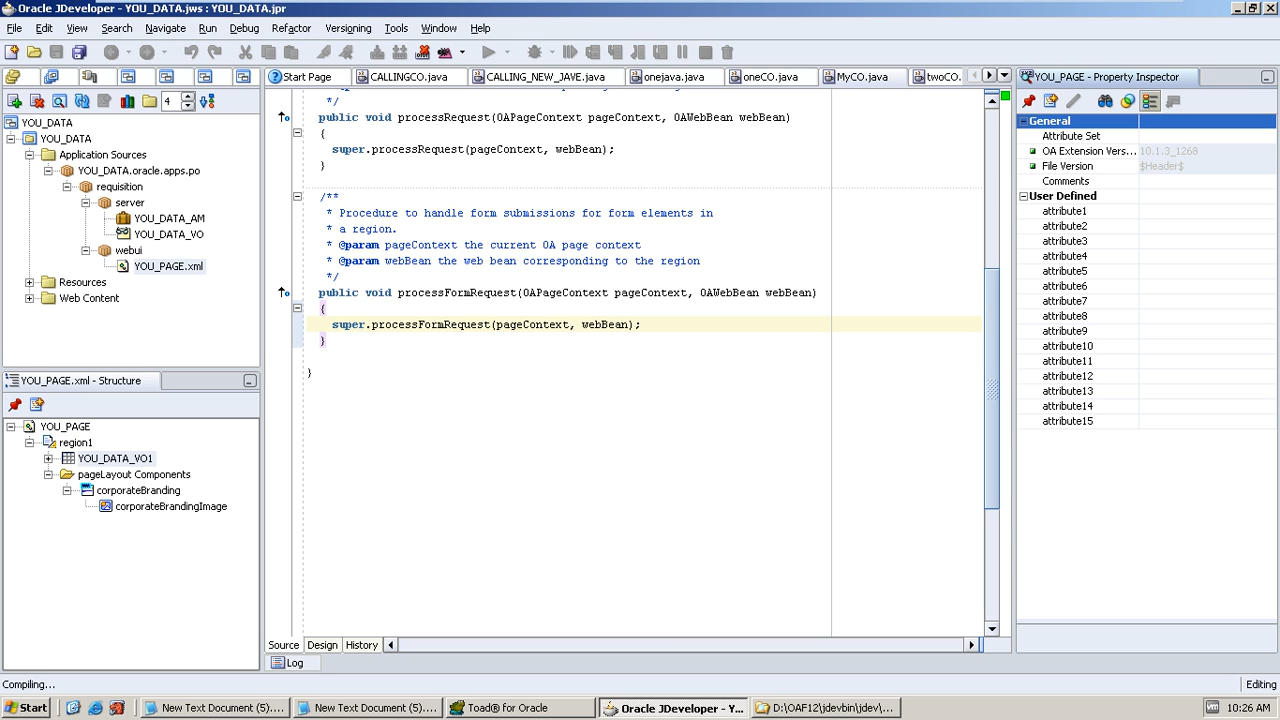 Oracle JDeveloper - YOU_DATA.jws : YOU_DATA.jpr
File Edit View Search Navigate Run Debug Refactor Versioning Tools Window Help
Start Page CALLINGCO.java CALLING_NEW_JAVE.java onejava.java oneCO.java MyCO.java twoCO.
4
YOU_DATA
YOU_DATA
Application Sources
YOU_DATA.oracle.apps.po
requisition
server
YOU_DATA_AM
YOU_DATA_VO
webui
YOU_PAGE.xml
Resources
Web Content
YOU_PAGE.xml - Structure
YOU_PAGE
region1
YOU_DATA_VO1
pageLayout Components
corporateBranding
corporateBrandingImage
*/
public void processRequest(OAPageContext pageContext, OAWebBean webBean)
{
super.processRequest(pageContext, webBean);
}
/**
* Procedure to handle form submissions for form elements in
* a region.
* @param pageContext the current OA page context
* @param webBean the web bean corresponding to the region
*/
public void processFormRequest(OAPageContext pageContext, OAWebBean webBean)
{
super.processFormRequest(pageContext, webBean);
}
}
Source Design History
Log
YOU_PAGE - Property Inspector
General
Attribute Set
OA Extension Vers... 10.1.3_1268
File Version $Header$
Comments
User Defined
attribute1
attribute2
attribute3
attribute4
attribute5
attribute6
attribute7
attribute8
attribute9
attribute10
attribute11
attribute12
attribute13
attribute14
attribute15
Compiling... Editing
Start New Text Document (5).... New Text Document (5).... Toad® for Oracle Oracle JDeveloper - Y... D:\OAF12\jdevbin\jdev\... 10:26 AM